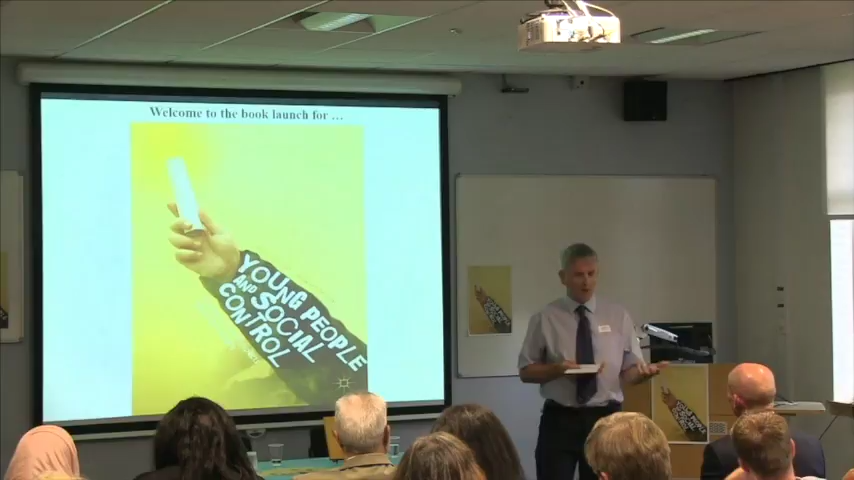 Welcome to the book launch for ...
YOUNG PEOPLE
AND SOCIAL
CONTROL